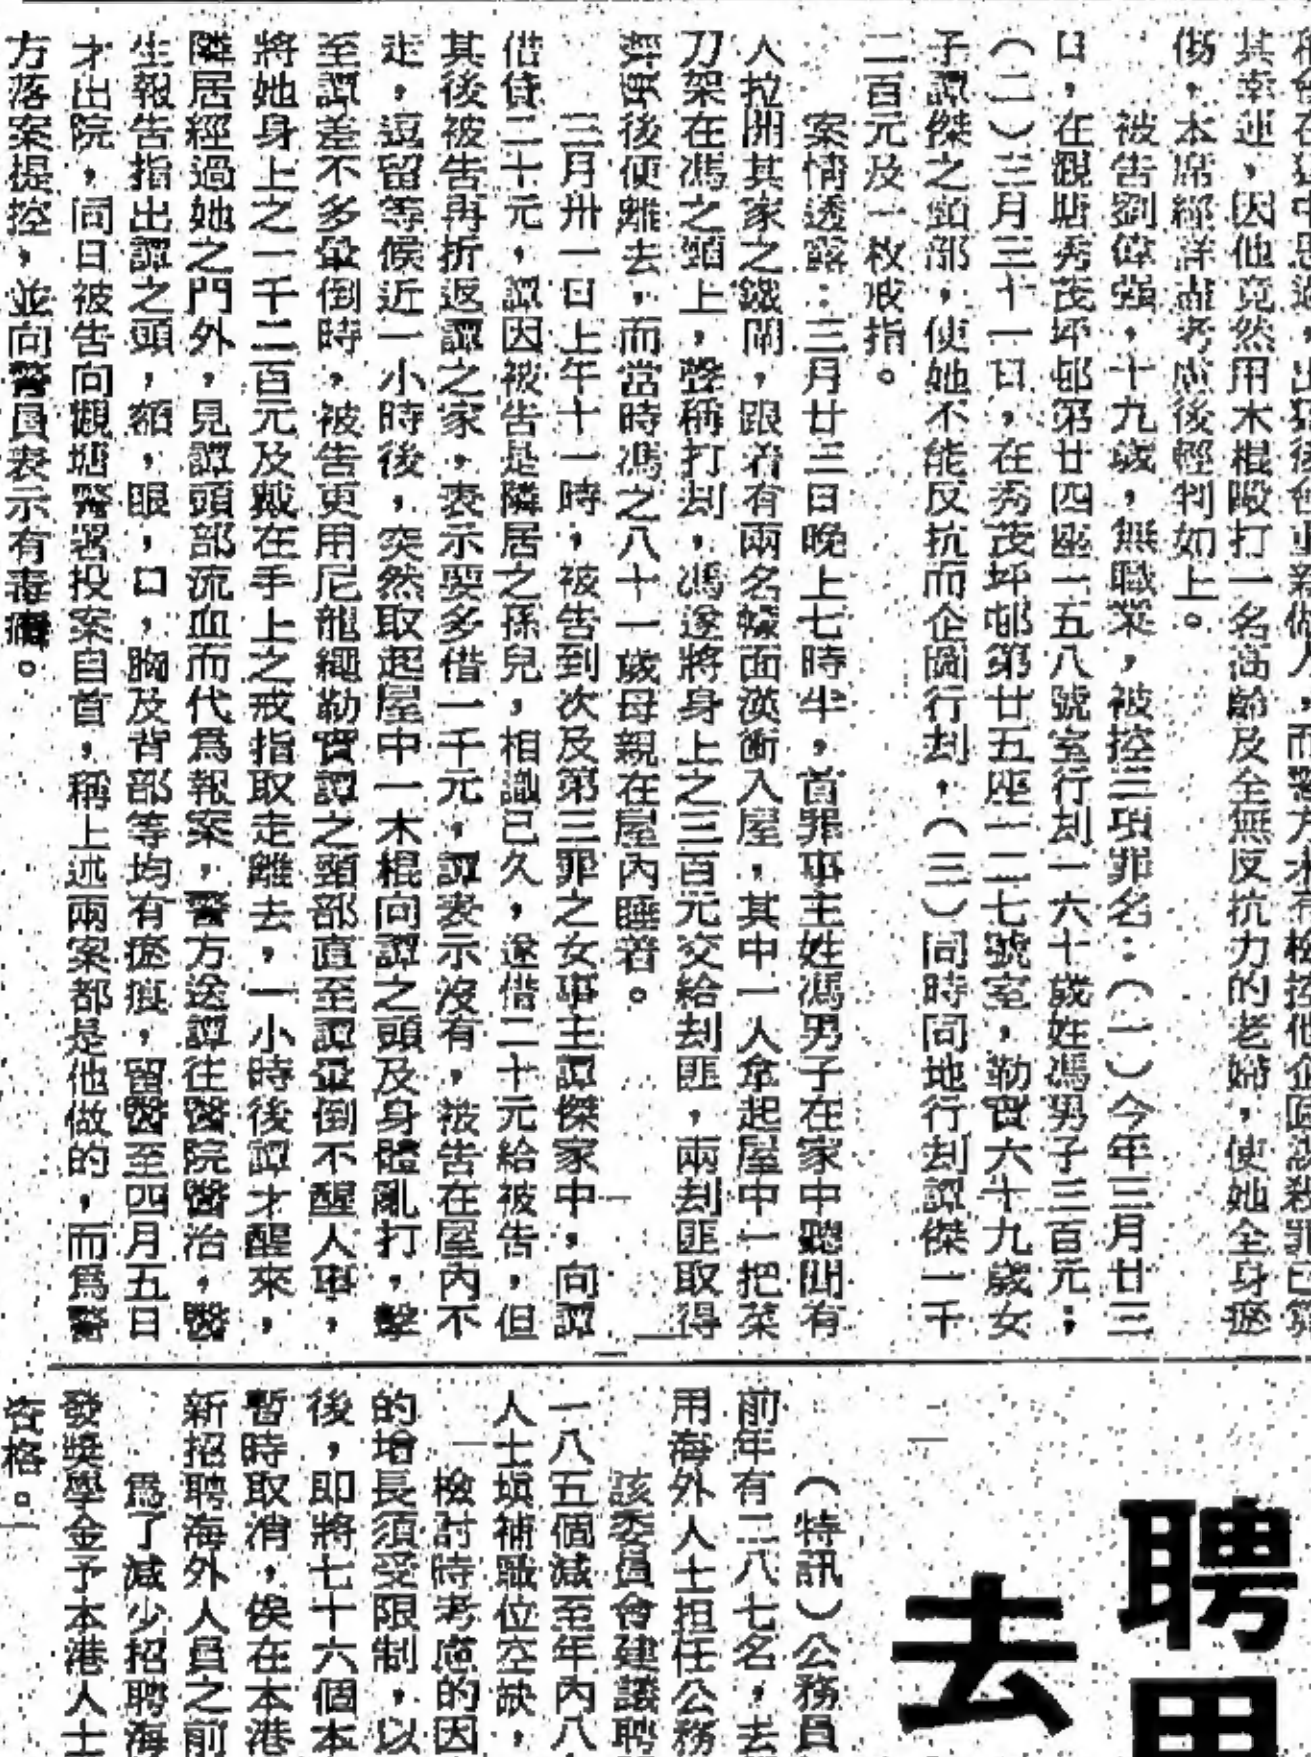 其幸運，因他竟然用木棍毆打一名高齡及全無反抗力的老婦，使她全身瘀
傷，本席經詳盡考慮後輕判如上。
被告劉偉強，十九歲，無職業，被控三項罪名：（一）今年三月廿三
日，在觀塘秀茂坪邨第廿四座一五八號室行刦一六十歲姓馮男子三百元；
（二）三月三十一日，在秀茂坪邨第廿五座一二七號室，勒實六十九歲女
子譚傑之頸部，使她不能反抗而企圖行刦，（三）同時同地行刦譚傑一千
二百元及一枚戒指。
案情透露：三月廿三日晚上七時半，首罪事主姓馮男子在家中聽聞有
人拉開其家之鐵閘，跟着有兩名幪面漢衝入屋，其中一人拿起屋中一把菜
刀架在馮之頸上，聲稱打刦，馮遂將身上之三百元交給刦匪，兩刦匪取得
後便離去，而當時馮之八十一歲母親在屋內睡着。
三月卅一日上午十一時，被告到次及第三罪之女事主譚傑家中，向譚
借貸二十元，譚因被告是隣居之孫兒，相識已久，遂借二十元給被告，但
其後被告再折返譚之家，表示要多借一千元，譚表示沒有，被告在屋內不
走，逗留等候近一小時後，突然取起屋中一木棍向譚之頭及身體亂打，擊
至譚差不多暈倒時，被告更用尼龍繩勒實譚之頸部直至譚暈倒不醒人事，
將她身上之一千二百元及戴在手上之戒指取走離去，一小時後譚才醒來，
隣居經過她之門外，見譚頭部流血而代爲報案，警方送譚往醫院醫治，醫
生報告指出譚之頭，額，眼，口，胸及背部等均有瘀痕，留醫至四月五日
才出院，同日被告向觀塘警署投案自首，稱上述兩案都是他做的，而爲警
方落案提控，並向警員表示有毒癮。
聘用
去
（特訊）公務員
前年有二八七名，去
用海外人士担任公務
該委員會建議聘
一八五個減至年內八
人士塡補職位空缺，
檢討時考慮的因
的增長須受限制，以
後，即將七十六個本
暫時取消，俟在本港
新招聘海外人員之前
爲了減少招聘海
發奬學金予本港人士
資格。